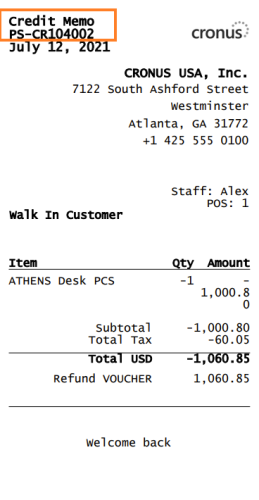 Credit Memo
PS-CR104002
July 12, 2021
cronus
CRONUS USA, Inc.
7122 South Ashford Street
Westminster
Atlanta, GA 31772
+1 425 555 0100
Staff: Alex
POS: 1
Walk In Customer
Item Qty Amount
ATHENS Desk PCS -1 -
1,000.8
0
Subtotal -1,000.80
Total Tax -60.05
Total USD -1,060.85
Refund VOUCHER 1,060.85
Welcome back